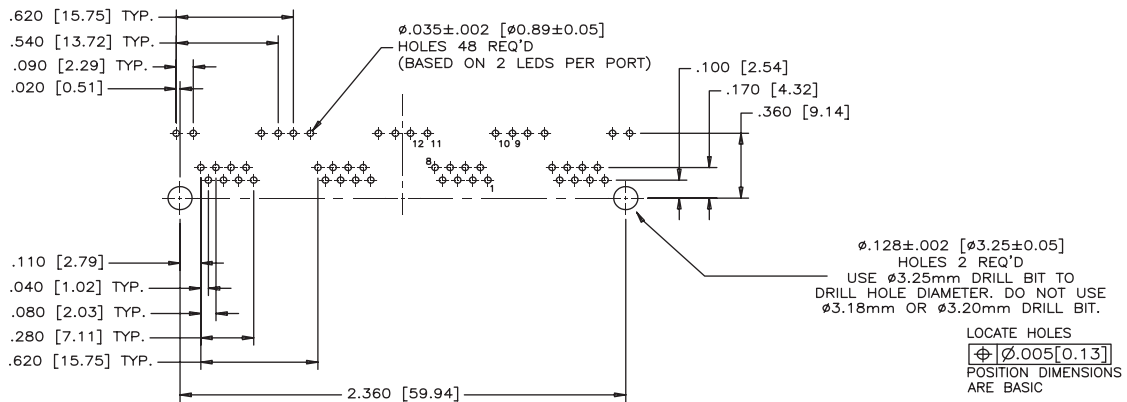 .620 [15.75] TYP.
.540 [13.72] TYP.
.090 [2.29] TYP.
.020 [0.51]
ø.035±.002 [ø0.89±0.05]
HOLES 48 REQ'D
(BASED ON 2 LEDS PER PORT)
.100 [2.54]
.170 [4.32]
.360 [9.14]
12 11
10 9
8
1
.110 [2.79]
.040 [1.02] TYP.
.080 [2.03] TYP.
.280 [7.11] TYP.
.620 [15.75] TYP.
2.360 [59.94]
ø.128±.002 [ø3.25±0.05]
HOLES 2 REQ'D
USE ø3.25mm DRILL BIT TO
DRILL HOLE DIAMETER. DO NOT USE
ø3.18mm OR ø3.20mm DRILL BIT.
LOCATE HOLES
⌖ Ø.005[0.13]
POSITION DIMENSIONS
ARE BASIC